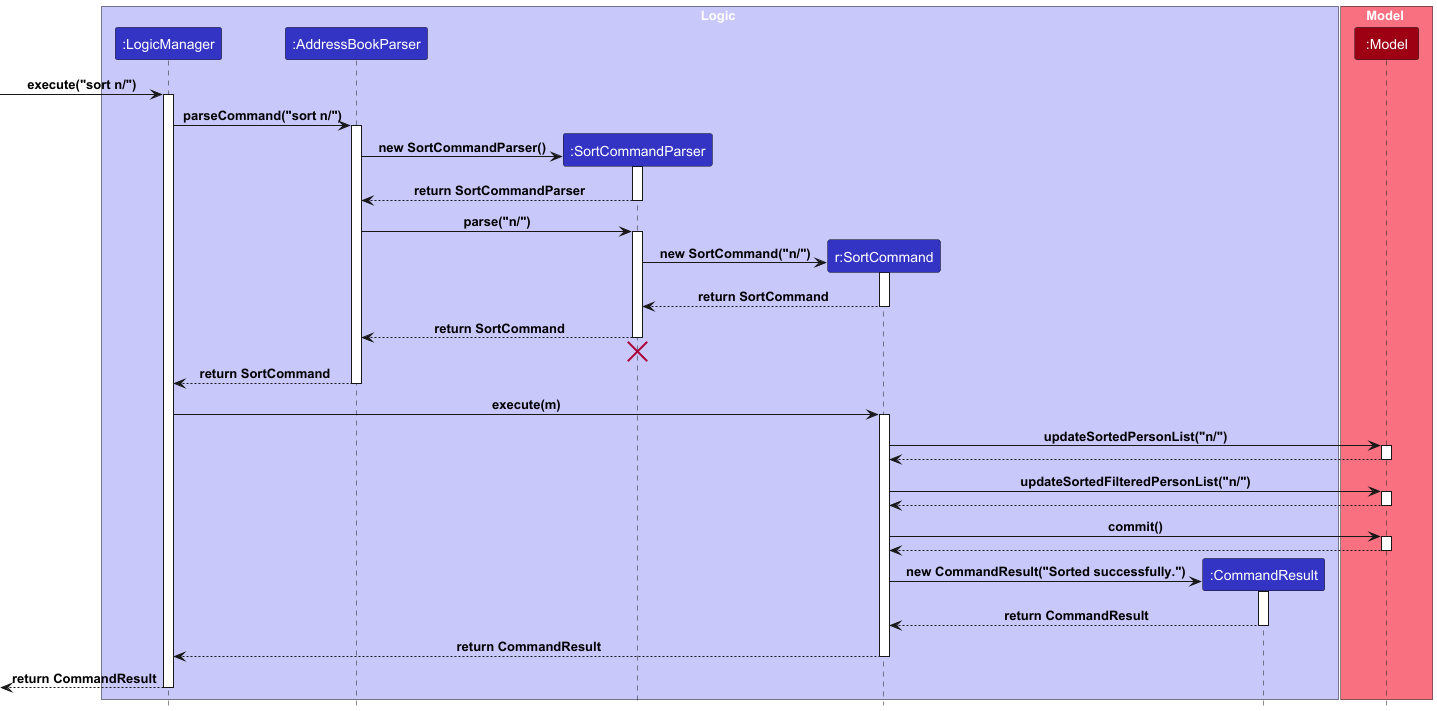 Logic
Model
:LogicManager
:AddressBookParser
:Model
execute("sort n/")
parseCommand("sort n/")
new SortCommandParser()
:SortCommandParser
return SortCommandParser
parse("n/")
new SortCommand("n/")
r:SortCommand
return SortCommand
return SortCommand
return SortCommand
execute(m)
updateSortedPersonList("n/")
updateSortedFilteredPersonList("n/")
commit()
new CommandResult("Sorted successfully.")
:CommandResult
return CommandResult
return CommandResult
return CommandResult